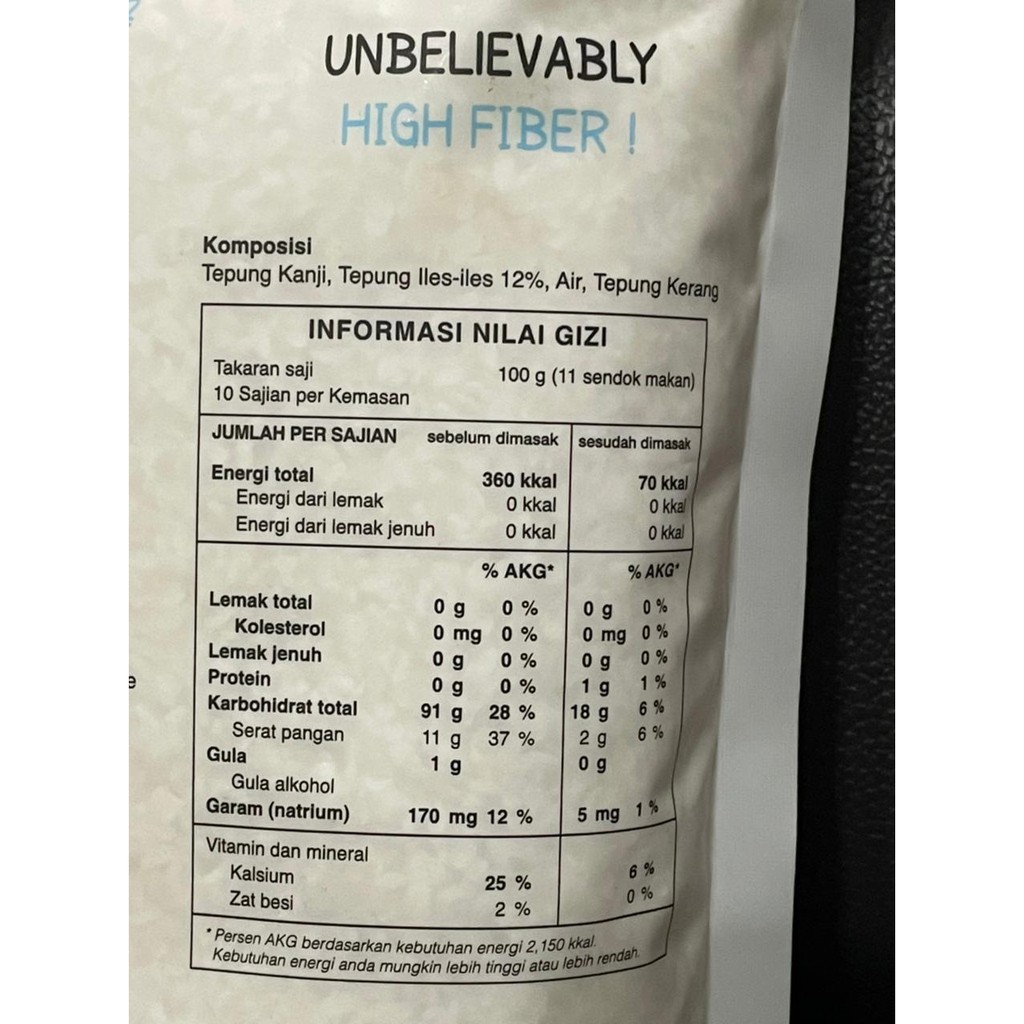 UNBELIEVABLY
HIGH FIBER !
Komposisi
Tepung Kanji, Tepung Iles-iles 12%, Air, Tepung Kerang
INFORMASI NILAI GIZI
Takaran saji 100 g (11 sendok makan)
10 Sajian per Kemasan
JUMLAH PER SAJIAN sebelum dimasak sesudah dimasak
Energi total 360 kkal 70 kkal
Energi dari lemak 0 kkal 0 kkal
Energi dari lemak jenuh 0 kkal 0 kkal
% AKG* % AKG*
Lemak total 0 g 0 % 0 g 0 %
Kolesterol 0 mg 0 % 0 mg 0 %
Lemak jenuh 0 g 0 % 0 g 0 %
Protein 0 g 0 % 1 g 1 %
Karbohidrat total 91 g 28 % 18 g 6 %
Serat pangan 11 g 37 % 2 g 6 %
Gula 1 g 0 g
Gula alkohol
Garam (natrium) 170 mg 12 % 5 mg 1 %
Vitamin dan mineral
Kalsium 25 % 6 %
Zat besi 2 % 0 %
* Persen AKG berdasarkan kebutuhan energi 2,150 kkal.
Kebutuhan energi anda mungkin lebih tinggi atau lebih rendah.